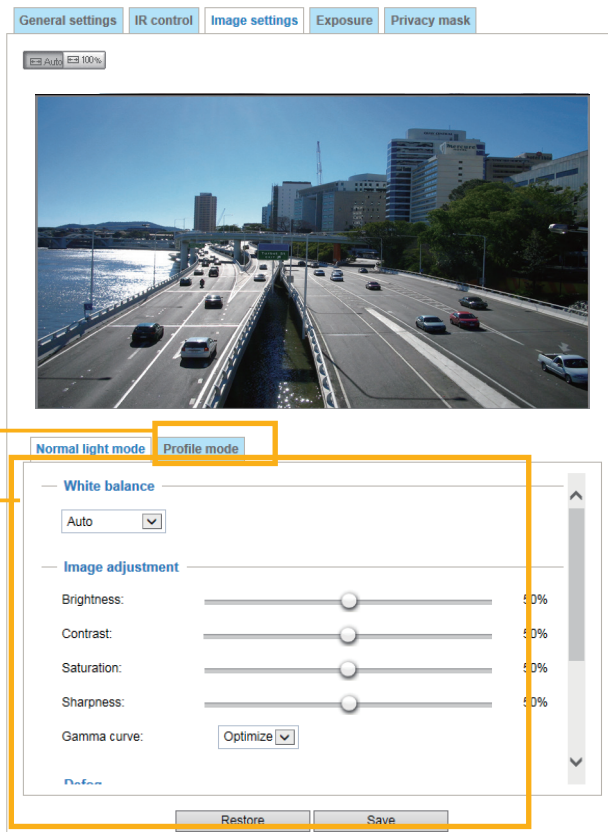 General settings IR control Image settings Exposure Privacy mask
Auto 100%
Normal light mode Profile mode
White balance
Auto
Image adjustment
Brightness: 50%
Contrast: 50%
Saturation: 50%
Sharpness: 50%
Gamma curve: Optimize
Defog
Restore Save